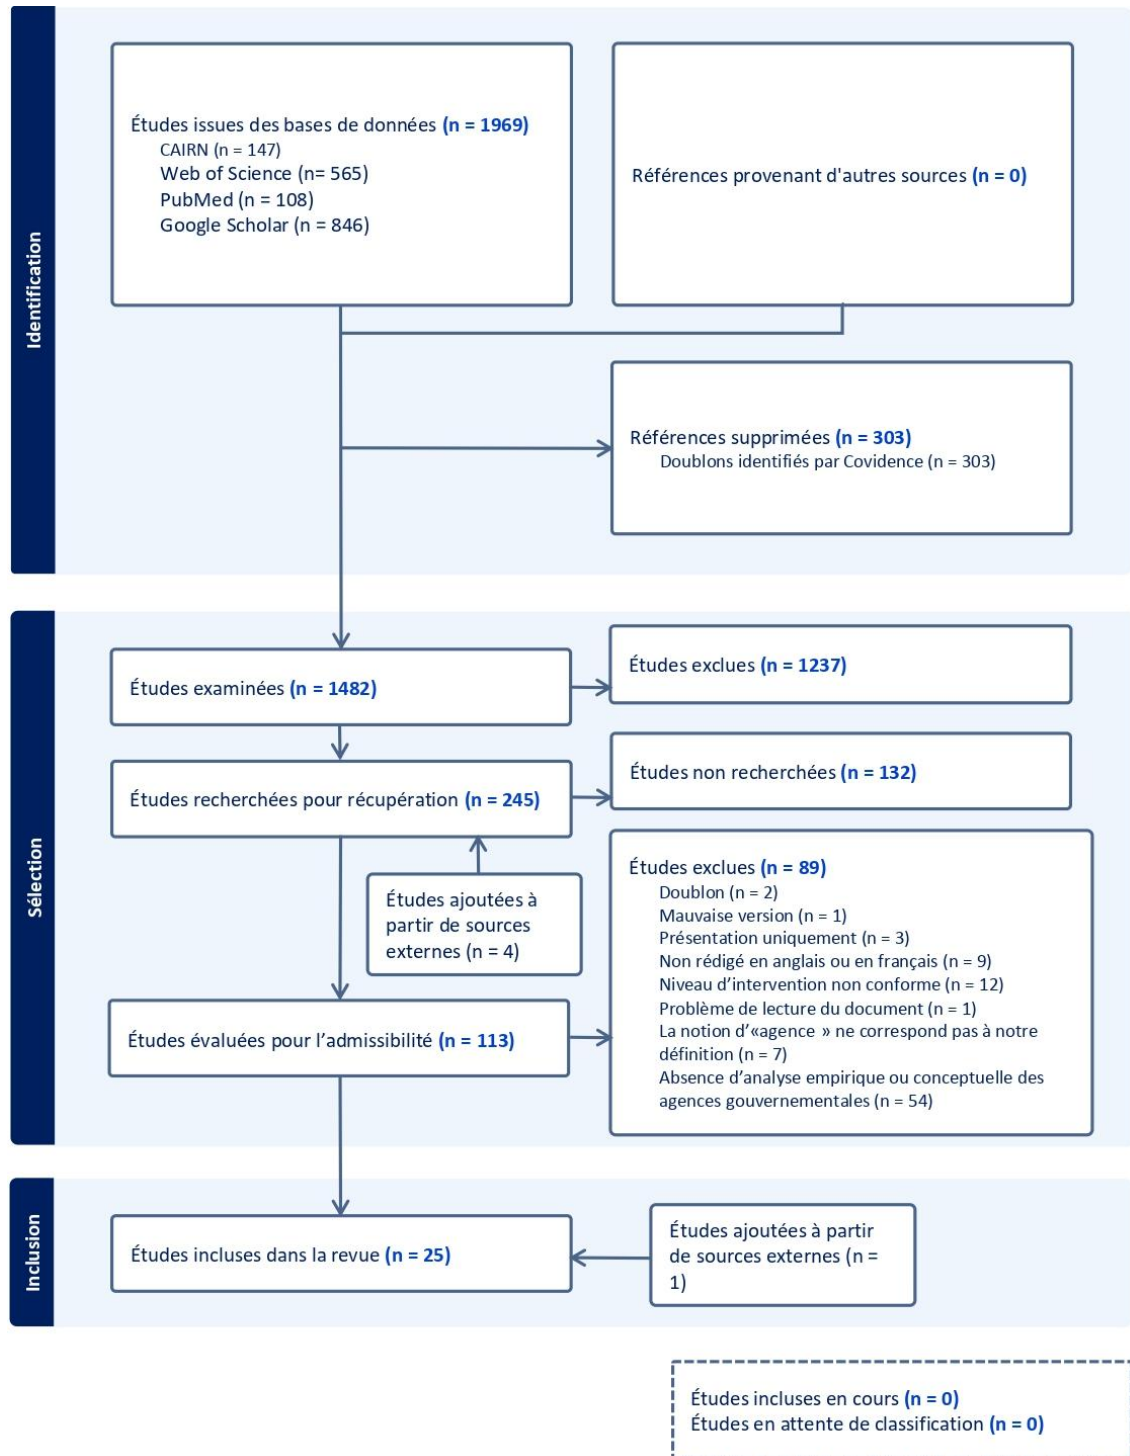 Identification
Études issues des bases de données (n = 1969)
CAIRN (n = 147)
Web of Science (n= 565)
PubMed (n = 108)
Google Scholar (n = 846)
Références provenant d'autres sources (n = 0)
Références supprimées (n = 303)
Doublons identifiés par Covidence (n = 303)
Sélection
Études examinées (n = 1482)
Études exclues (n = 1237)
Études recherchées pour récupération (n = 245)
Études non recherchées (n = 132)
Études ajoutées à
partir de sources
externes (n = 4)
Études évaluées pour l’admissibilité (n = 113)
Études exclues (n = 89)
Doublon (n = 2)
Mauvaise version (n = 1)
Présentation uniquement (n = 3)
Non rédigé en anglais ou en français (n = 9)
Niveau d’intervention non conforme (n = 12)
Problème de lecture du document (n = 1)
La notion d’«agence » ne correspond pas à notre
définition (n = 7)
Absence d’analyse empirique ou conceptuelle des
agences gouvernementales (n = 54)
Inclusion
Études incluses dans la revue (n = 25)
Études ajoutées à partir
de sources externes (n =
1)
Études incluses en cours (n = 0)
Études en attente de classification (n = 0)